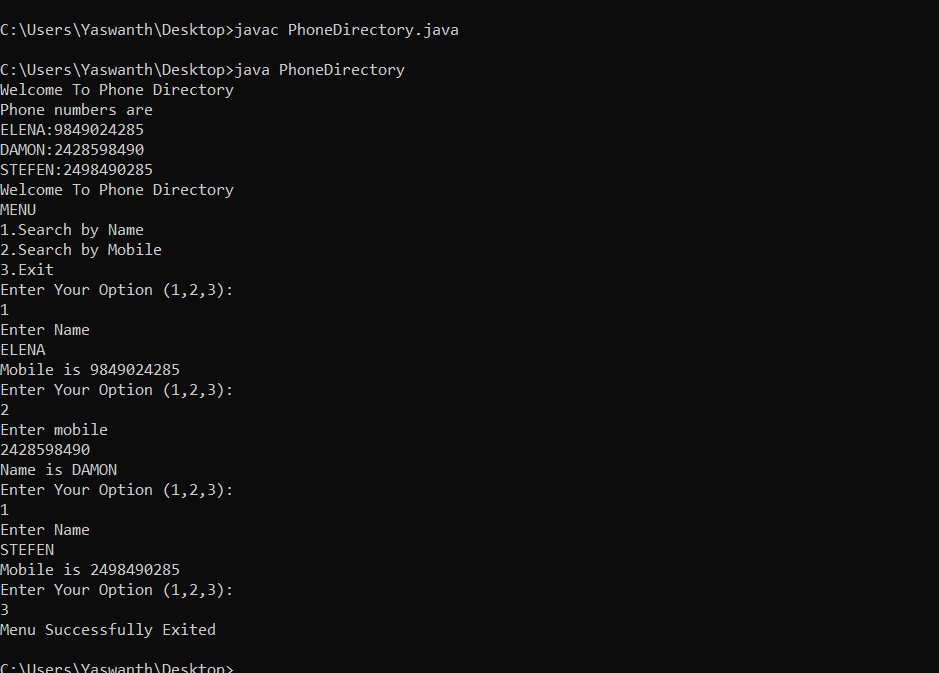 C:\Users\Yaswanth\Desktop>javac PhoneDirectory.java
C:\Users\Yaswanth\Desktop>java PhoneDirectory
Welcome To Phone Directory
Phone numbers are
ELENA:9849024285
DAMON:2428598490
STEFEN:2498490285
Welcome To Phone Directory
MENU
1.Search by Name
2.Search by Mobile
3.Exit
Enter Your Option (1,2,3):
1
Enter Name
ELENA
Mobile is 9849024285
Enter Your Option (1,2,3):
2
Enter mobile
2428598490
Name is DAMON
Enter Your Option (1,2,3):
1
Enter Name
STEFEN
Mobile is 2498490285
Enter Your Option (1,2,3):
3
Menu Successfully Exited
C:\Users\Yaswanth\Desktop>